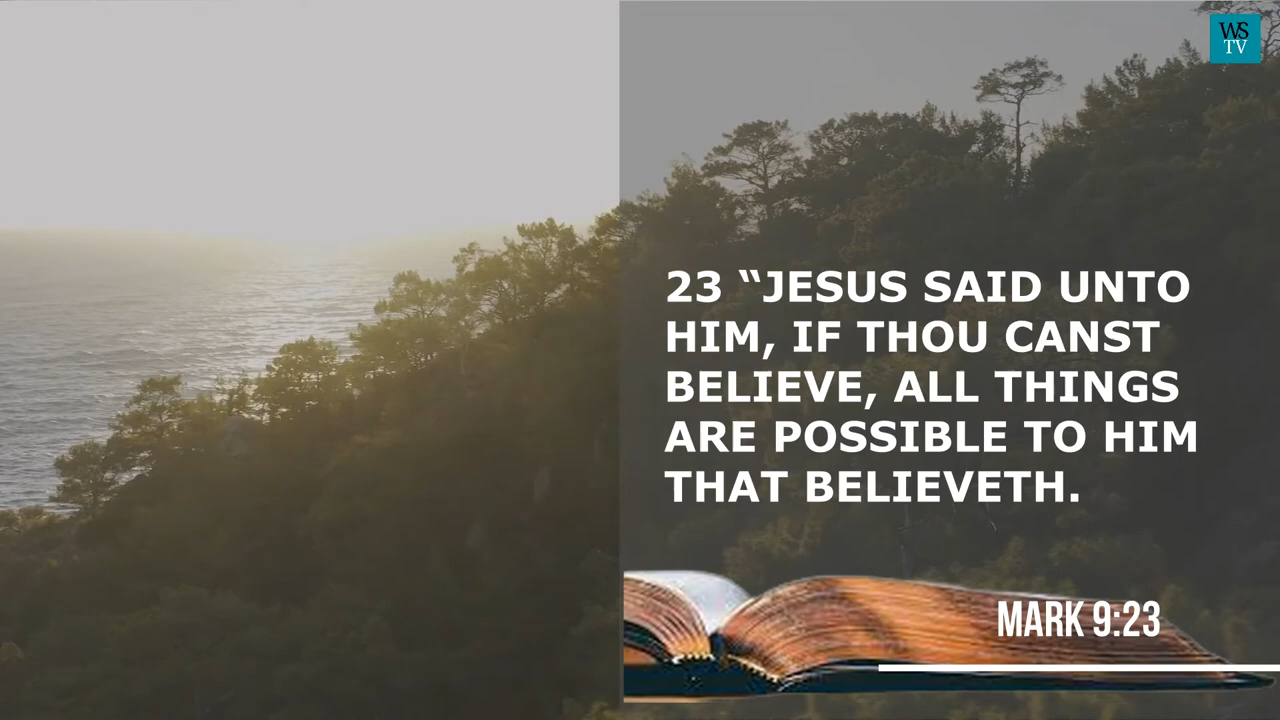 WS
TV
23 “JESUS SAID UNTO
HIM, IF THOU CANST
BELIEVE, ALL THINGS
ARE POSSIBLE TO HIM
THAT BELIEVETH.
MARK 9:23